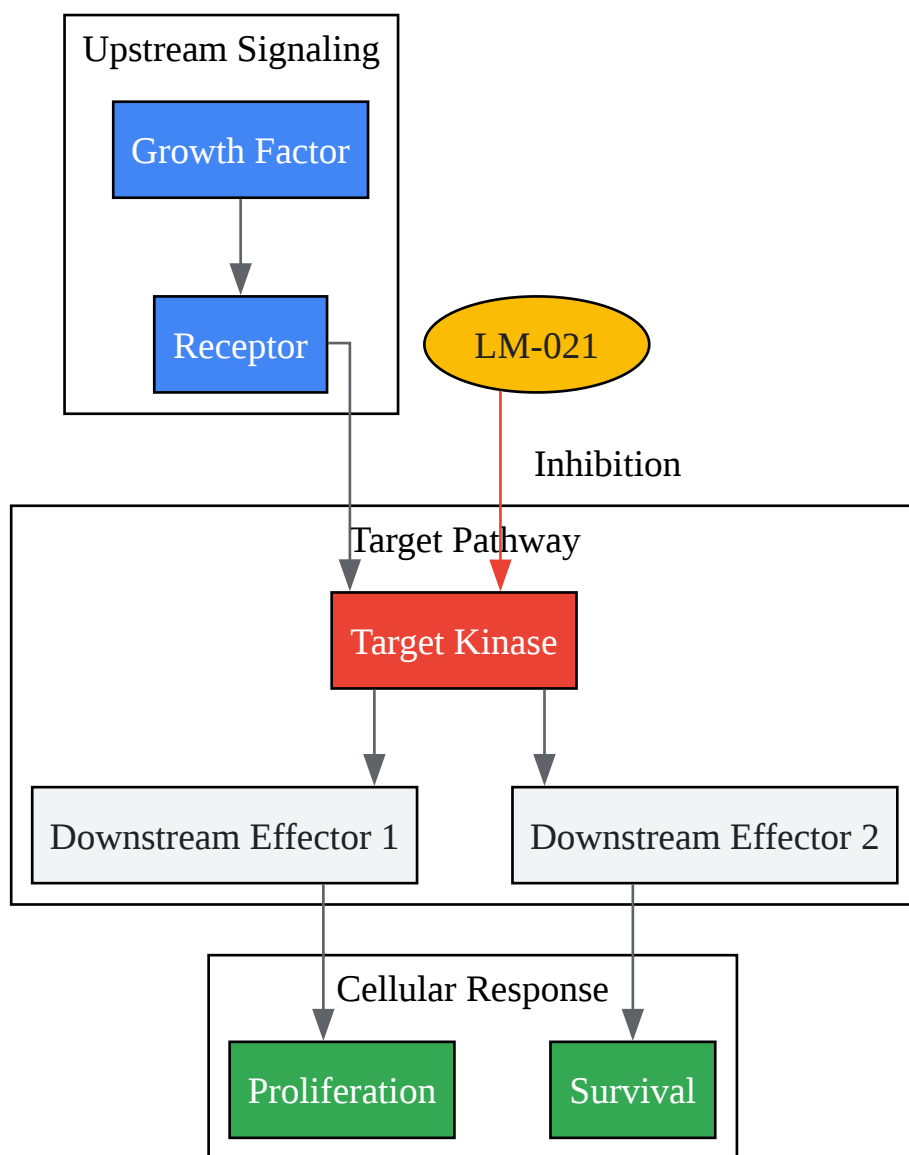 Upstream Signaling
Growth Factor
Receptor
LM-021
Inhibition
Target Pathway
Target Kinase
Downstream Effector 1
Downstream Effector 2
Cellular Response
Proliferation
Survival